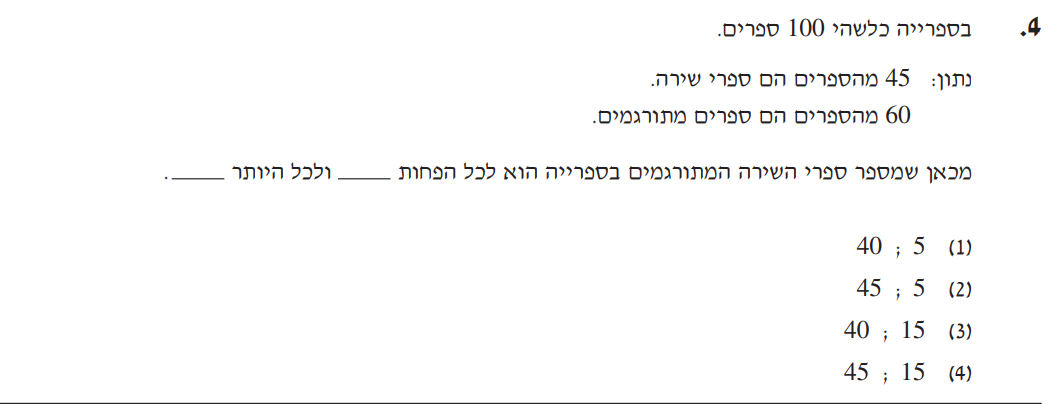 4. בספרייה כלשהי 100 ספרים.
נתון: 45 מהספרים הם ספרי שירה.
60 מהספרים הם ספרים מתורגמים.
מכאן שמספר ספרי השירה המתורגמים בספרייה הוא לכל הפחות _____ ולכל היותר _____ .
(1) 5 ; 40
(2) 5 ; 45
(3) 15 ; 40
(4) 15 ; 45